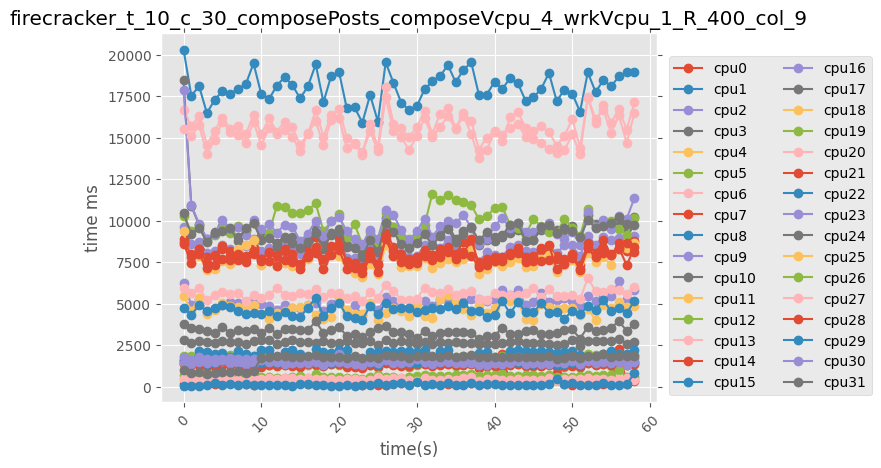 firecracker_t_10_c_30_composePosts_composeVcpu_4_wrkVcpu_1_R_400_col_9
20000
17500
15000
12500
10000
7500
5000
2500
0
time ms
0
10
20
30
40
50
60
time(s)
cpu0
cpu1
cpu2
cpu3
cpu4
cpu5
cpu6
cpu7
cpu8
cpu9
cpu10
cpu11
cpu12
cpu13
cpu14
cpu15
cpu16
cpu17
cpu18
cpu19
cpu20
cpu21
cpu22
cpu23
cpu24
cpu25
cpu26
cpu27
cpu28
cpu29
cpu30
cpu31